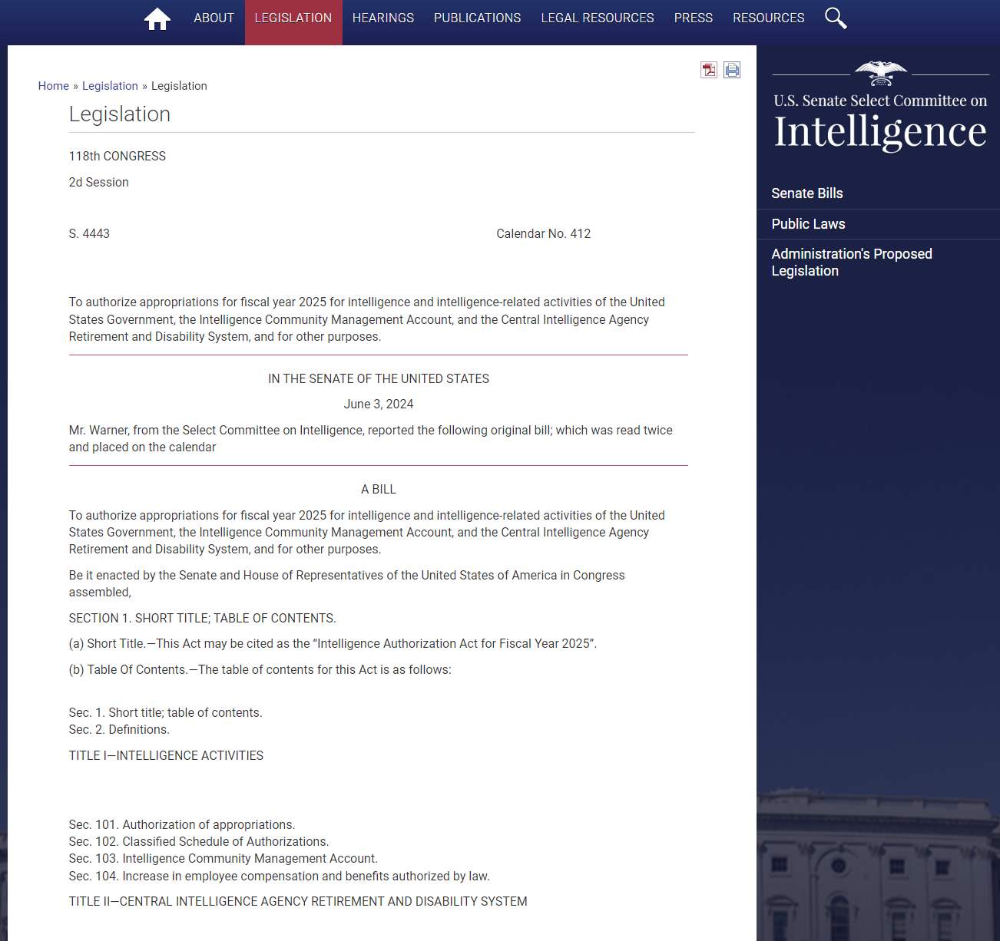 ABOUT LEGISLATION HEARINGS PUBLICATIONS LEGAL RESOURCES PRESS RESOURCES
Home » Legislation » Legislation
Legislation
118th CONGRESS
2d Session
S. 4443 Calendar No. 412
To authorize appropriations for fiscal year 2025 for intelligence and intelligence-related activities of the United
States Government, the Intelligence Community Management Account, and the Central Intelligence Agency
Retirement and Disability System, and for other purposes.
IN THE SENATE OF THE UNITED STATES
June 3, 2024
Mr. Warner, from the Select Committee on Intelligence, reported the following original bill; which was read twice
and placed on the calendar
A BILL
To authorize appropriations for fiscal year 2025 for intelligence and intelligence-related activities of the United
States Government, the Intelligence Community Management Account, and the Central Intelligence Agency
Retirement and Disability System, and for other purposes.
Be it enacted by the Senate and House of Representatives of the United States of America in Congress
assembled,
SECTION 1. SHORT TITLE; TABLE OF CONTENTS.
(a) Short Title.—This Act may be cited as the “Intelligence Authorization Act for Fiscal Year 2025”.
(b) Table Of Contents.—The table of contents for this Act is as follows:
Sec. 1. Short title; table of contents.
Sec. 2. Definitions.
TITLE I—INTELLIGENCE ACTIVITIES
Sec. 101. Authorization of appropriations.
Sec. 102. Classified Schedule of Authorizations.
Sec. 103. Intelligence Community Management Account.
Sec. 104. Increase in employee compensation and benefits authorized by law.
TITLE II—CENTRAL INTELLIGENCE AGENCY RETIREMENT AND DISABILITY SYSTEM
U.S. Senate Select Committee on
Intelligence
Senate Bills
Public Laws
Administration's Proposed
Legislation